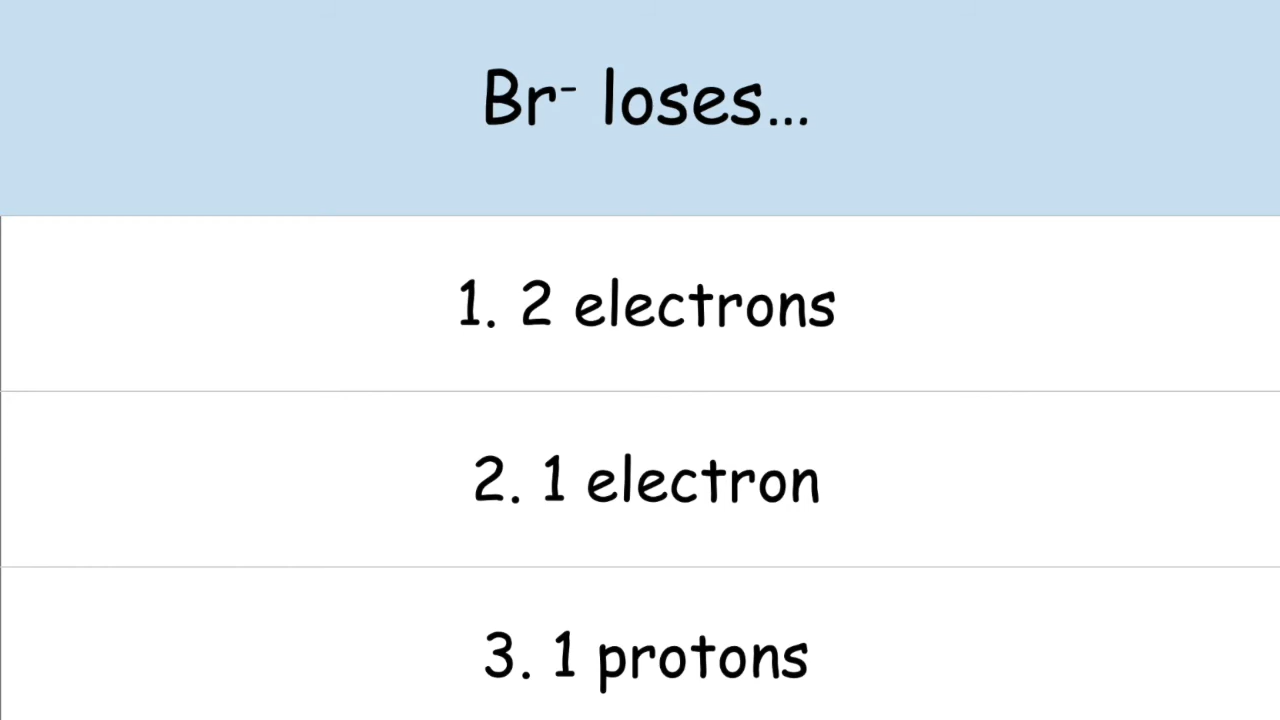 Br⁻ loses...
1. 2 electrons
2. 1 electron
3. 1 protons